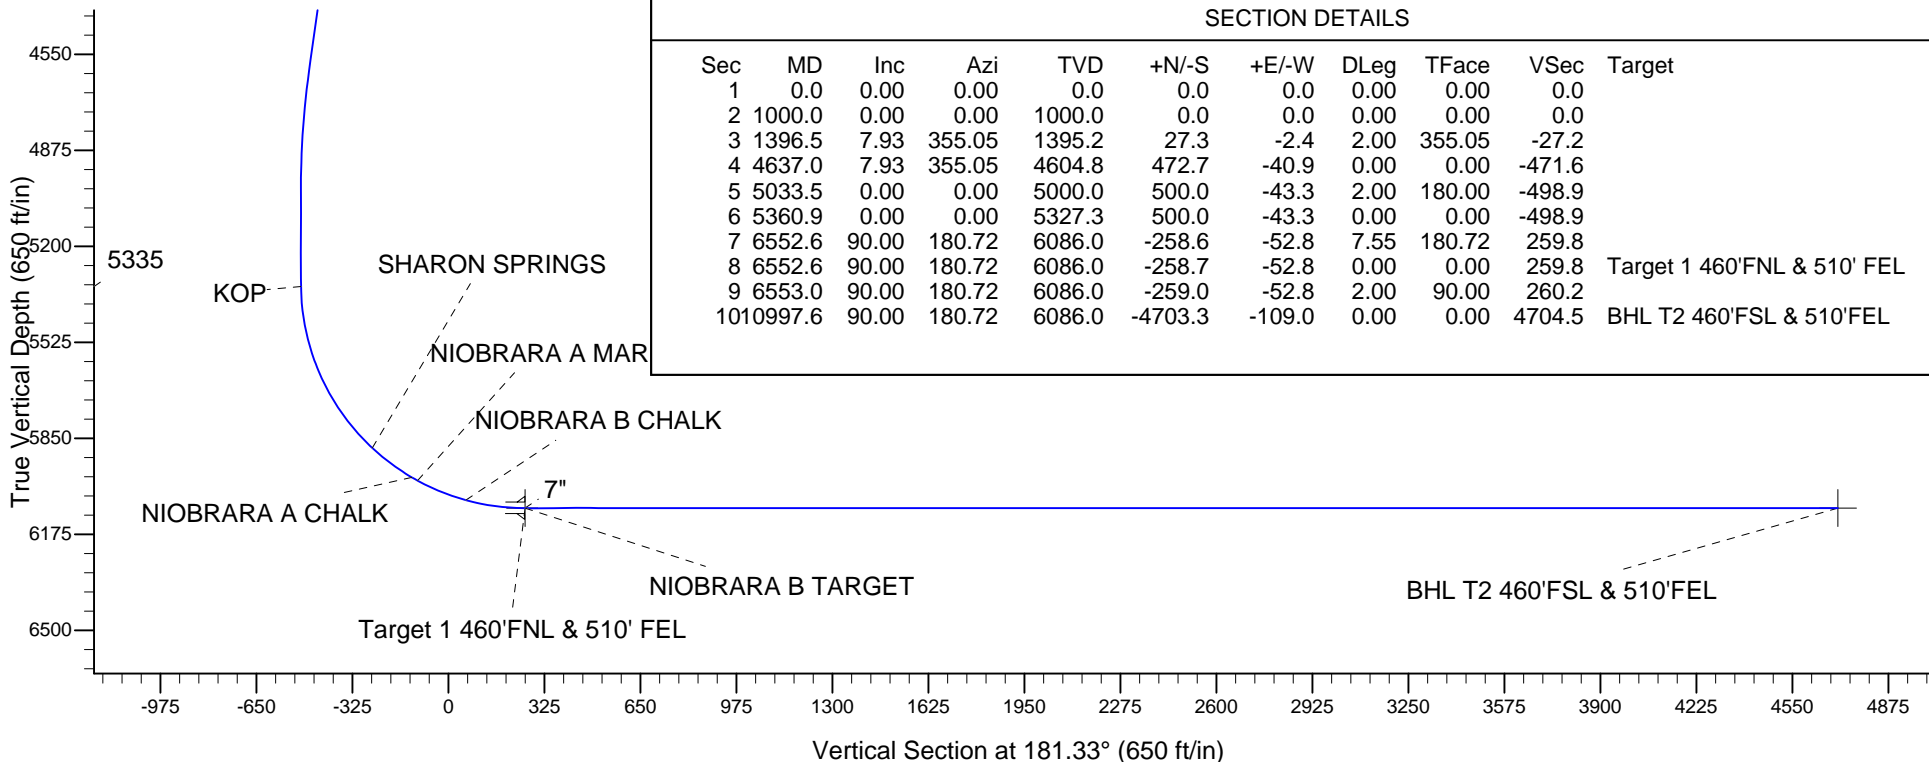 SECTION DETAILS
Sec MD Inc Azi TVD +N/-S +E/-W DLeg TFace VSec Target
1 0.0 0.00 0.00 0.0 0.0 0.0 0.00 0.00 0.0
2 1000.0 0.00 0.00 1000.0 0.0 0.0 0.00 0.00 0.0
3 1396.5 7.93 355.05 1395.2 27.3 -2.4 2.00 355.05 -27.2
4 4637.0 7.93 355.05 4604.8 472.7 -40.9 0.00 0.00 -471.6
5 5033.5 0.00 0.00 5000.0 500.0 -43.3 2.00 180.00 -498.9
6 5360.9 0.00 0.00 5327.3 500.0 -43.3 0.00 0.00 -498.9
7 6552.6 90.00 180.72 6086.0 -258.6 -52.8 7.55 180.72 259.8
8 6552.6 90.00 180.72 6086.0 -258.7 -52.8 0.00 0.00 259.8 Target 1 460'FNL & 510' FEL
9 6553.0 90.00 180.72 6086.0 -259.0 -52.8 2.00 90.00 260.2
10 10997.6 90.00 180.72 6086.0 -4703.3 -109.0 0.00 0.00 4704.5 BHL T2 460'FSL & 510'FEL
True Vertical Depth (650 ft/in)
4550
4875
5200
5525
5850
6175
6500
5335
KOP
SHARON SPRINGS
NIOBRARA A MAR
NIOBRARA B CHALK
7"
NIOBRARA A CHALK
NIOBRARA B TARGET
BHL T2 460'FSL & 510'FEL
Target 1 460'FNL & 510' FEL
-975 -650 -325 0 325 650 975 1300 1625 1950 2275 2600 2925 3250 3575 3900 4225 4550 4875
Vertical Section at 181.33° (650 ft/in)